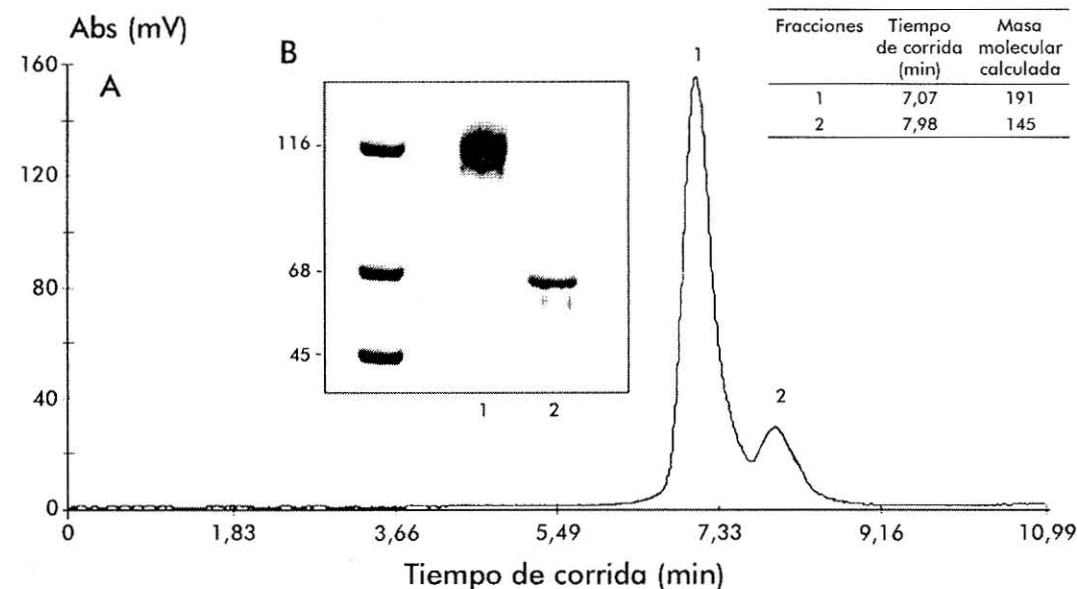 Abs (mV)
160
A
B
1
Fracciones Tiempo de corrida (min) Masa molecular calculada
1 7,07 191
2 7,98 145
116 -
120
68 -
80
45 -
40
1 2
2
0
0 1,83 3,66 5,49 7,33 9,16 10,99
Tiempo de corrida (min)